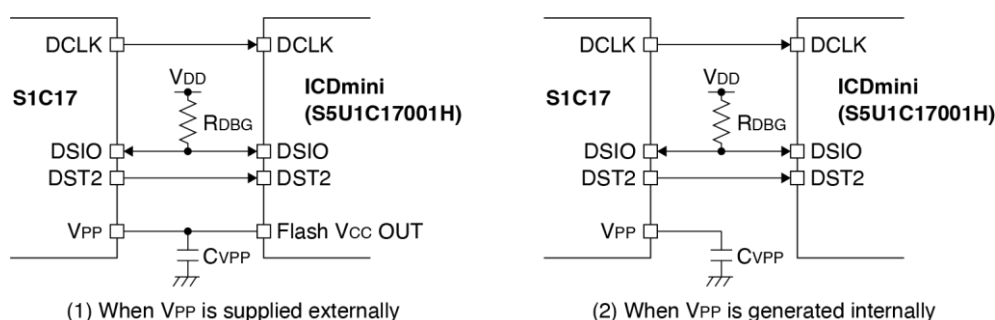 DCLK
DCLK
VDD
S1C17
ICDmini
(S5U1C17001H)
RDBG
DSIO
DSIO
DST2
DST2
VPP
Flash VCC OUT
CVPP
(1) When VPP is supplied externally
DCLK
DCLK
VDD
S1C17
ICDmini
(S5U1C17001H)
RDBG
DSIO
DSIO
DST2
DST2
VPP
CVPP
(2) When VPP is generated internally